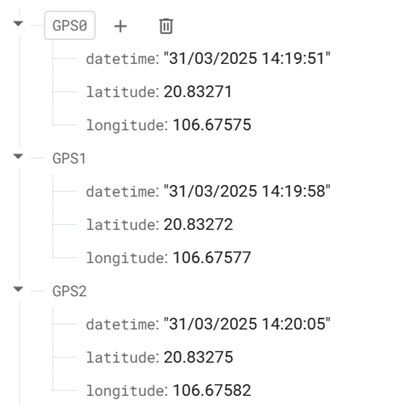 GPS0
datetime: "31/03/2025 14:19:51"
latitude: 20.83271
longitude: 106.67575
GPS1
datetime: "31/03/2025 14:19:58"
latitude: 20.83272
longitude: 106.67577
GPS2
datetime: "31/03/2025 14:20:05"
latitude: 20.83275
longitude: 106.67582